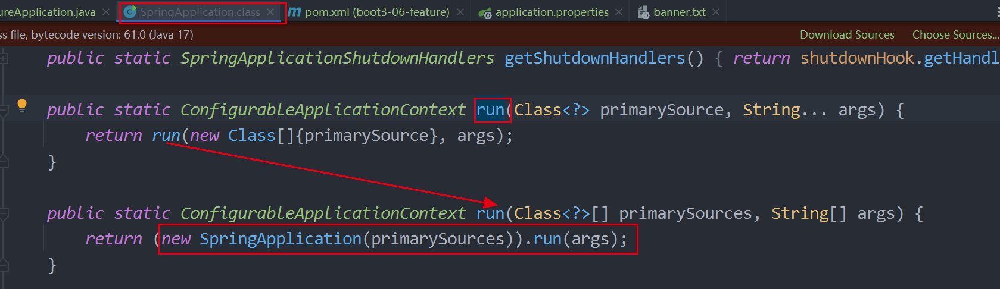 ureApplication.java SpringApplication.class pom.xml (boot3-06-feature) application.properties banner.txt
ss file, bytecode version: 61.0 (Java 17) Download Sources Choose Sources...
public static SpringApplicationShutdownHandlers getShutdownHandlers() { return shutdownHook.getHandl
public static ConfigurableApplicationContext run(Class<?> primarySource, String... args) {
return run(new Class[]{primarySource}, args);
}
public static ConfigurableApplicationContext run(Class<?>[] primarySources, String[] args) {
return (new SpringApplication(primarySources)).run(args);
}